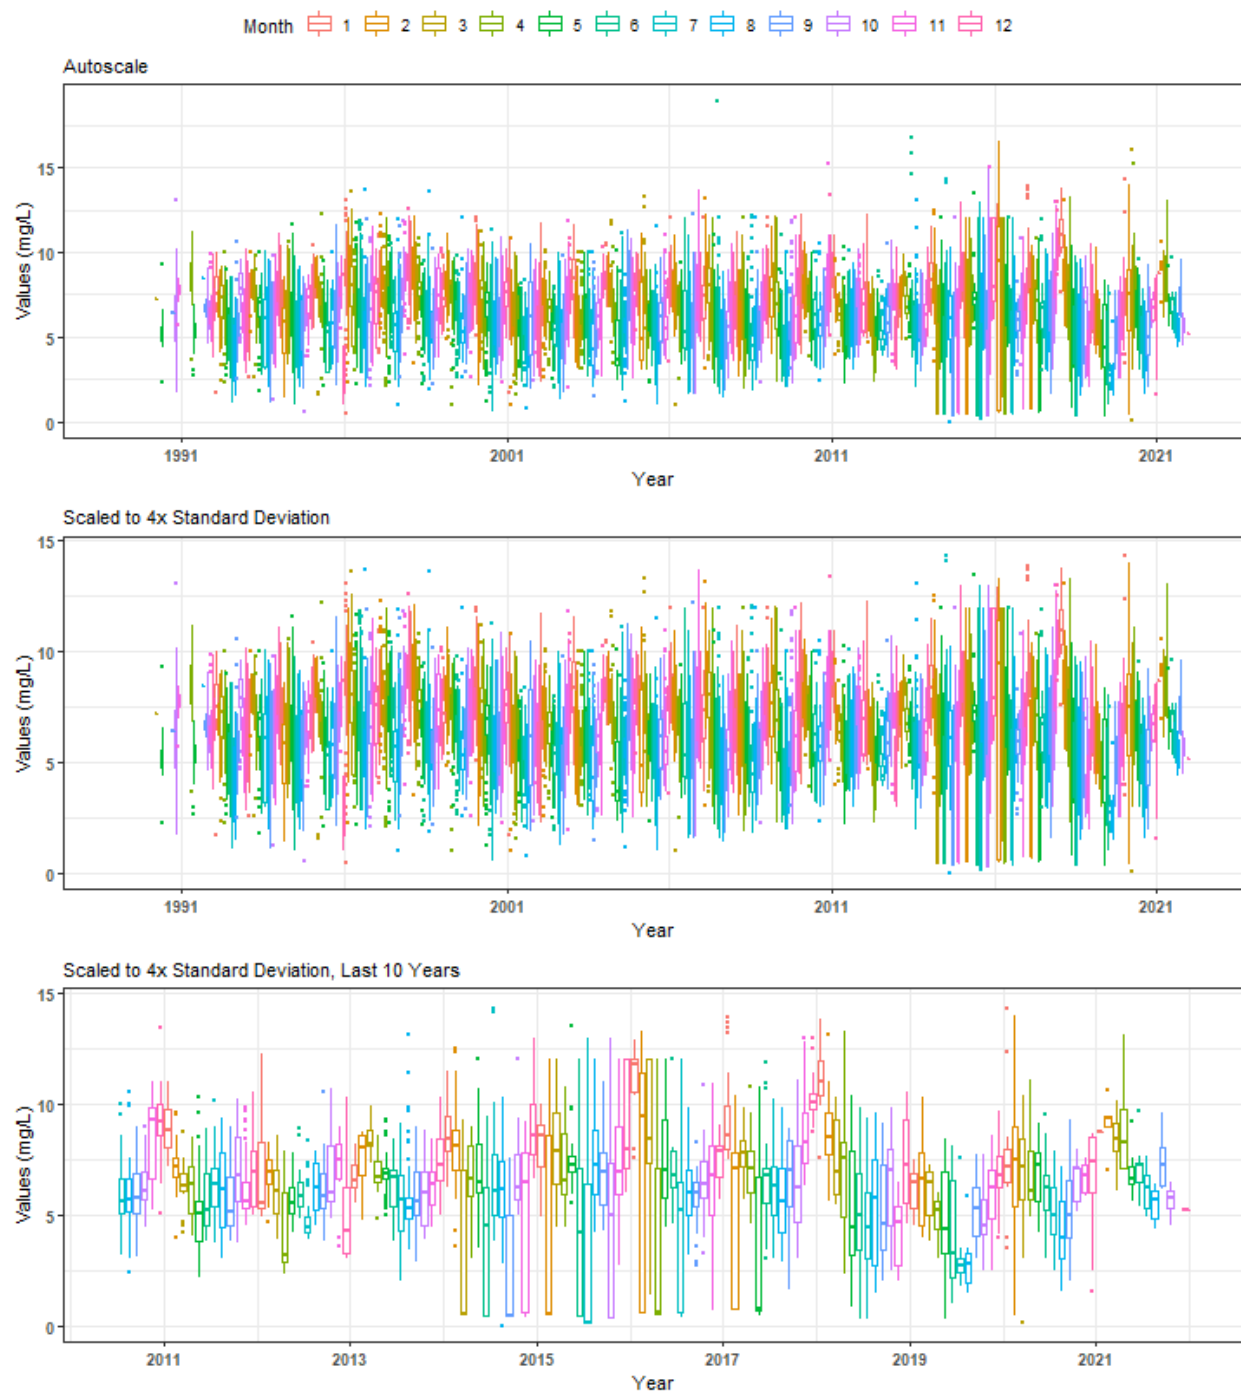 Month 1 2 3 4 5 6 7 8 9 10 11 12
Autoscale
Values (mg/L)
15
10
5
0
1991 2001 2011 2021
Year
Scaled to 4x Standard Deviation
Values (mg/L)
15
10
5
0
1991 2001 2011 2021
Year
Scaled to 4x Standard Deviation, Last 10 Years
Values (mg/L)
15
10
5
0
2011 2013 2015 2017 2019 2021
Year